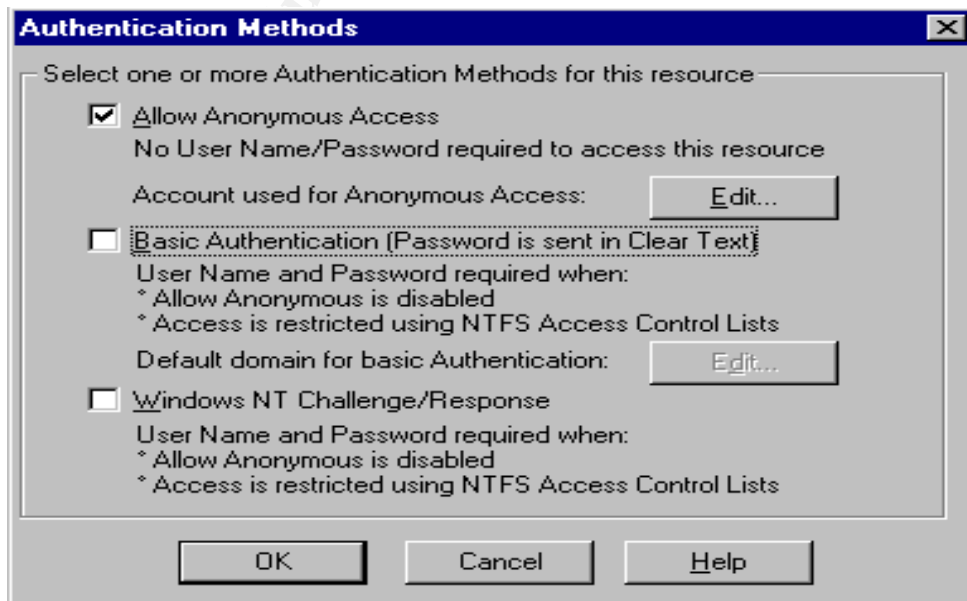 Authentication Methods
Select one or more Authentication Methods for this resource
Allow Anonymous Access
No User Name/Password required to access this resource
Account used for Anonymous Access:
Edit...
Basic Authentication (Password is sent in Clear Text)
User Name and Password required when:
* Allow Anonymous is disabled
* Access is restricted using NTFS Access Control Lists
Default domain for basic Authentication:
Edit...
Windows NT Challenge/Response
User Name and Password required when:
* Allow Anonymous is disabled
* Access is restricted using NTFS Access Control Lists
OK
Cancel
Help